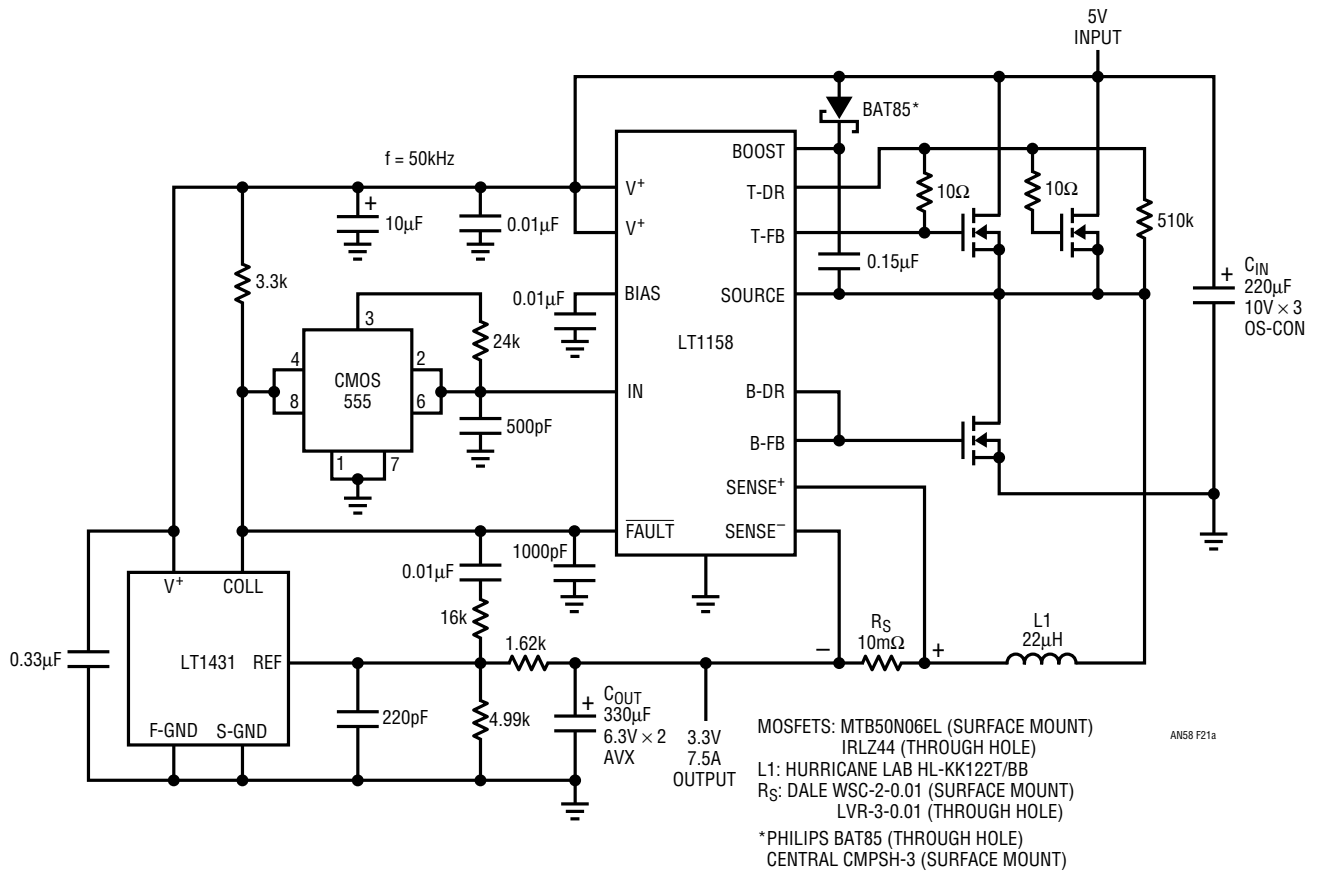 5V
INPUT
BAT85*
f = 50kHz
BOOST
V+
T-DR
10Ω
10Ω
10µF
+
0.01µF
V+
T-FB
510k
3.3k
0.15µF
CIN
220µF
10V × 3
OS-CON
+
0.01µF
BIAS
SOURCE
3
24k
LT1158
4
2
CMOS
555
8
6
IN
B-DR
500pF
B-FB
1
7
SENSE+
FAULT
SENSE–
1000pF
0.01µF
V+
COLL
16k
RS
10mΩ
L1
22µH
1.62k
–
+
0.33µF
LT1431
REF
COUT
330µF
6.3V × 2
AVX
+
220pF
4.99k
F-GND
S-GND
3.3V
7.5A
OUTPUT
MOSFETS: MTB50N06EL (SURFACE MOUNT)
IRLZ44 (THROUGH HOLE)
L1: HURRICANE LAB HL-KK122T/BB
RS: DALE WSC-2-0.01 (SURFACE MOUNT)
LVR-3-0.01 (THROUGH HOLE)
*PHILIPS BAT85 (THROUGH HOLE)
CENTRAL CMPSH-3 (SURFACE MOUNT)
AN58 F21a